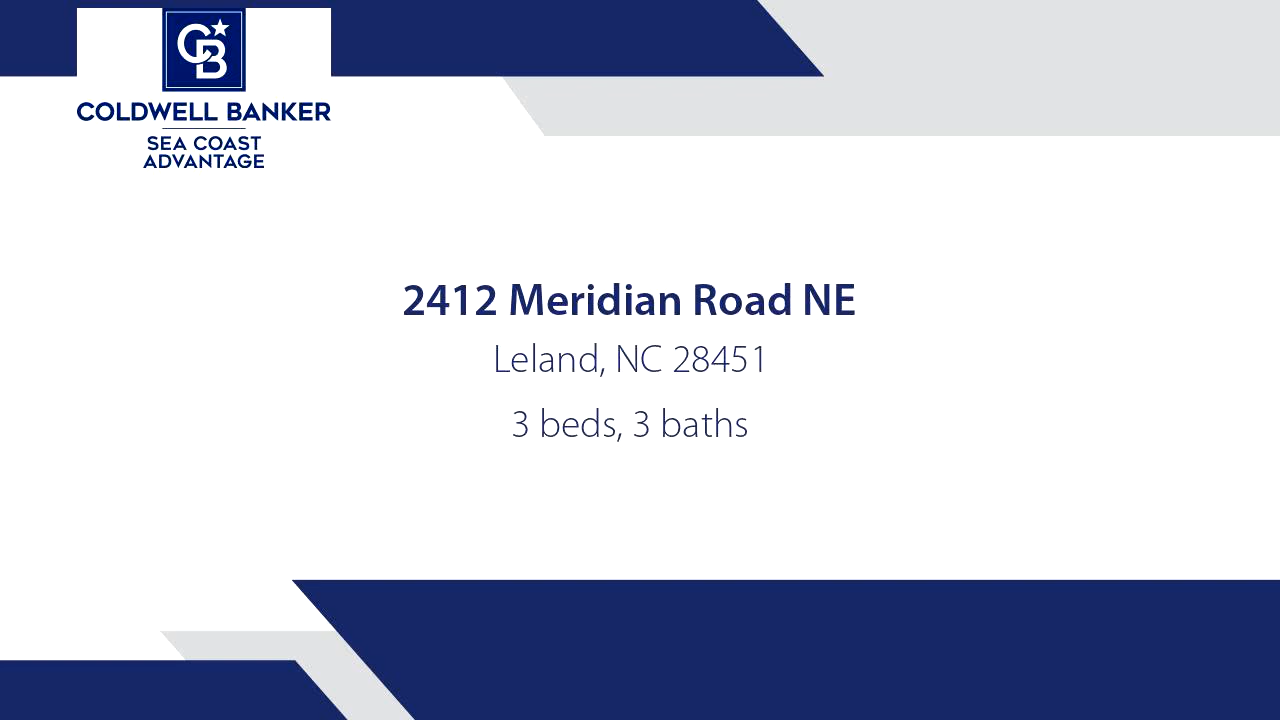 CB
COLDWELL BANKER
SEA COAST
ADVANTAGE
2412 Meridian Road NE
Leland, NC 28451
3 beds, 3 baths